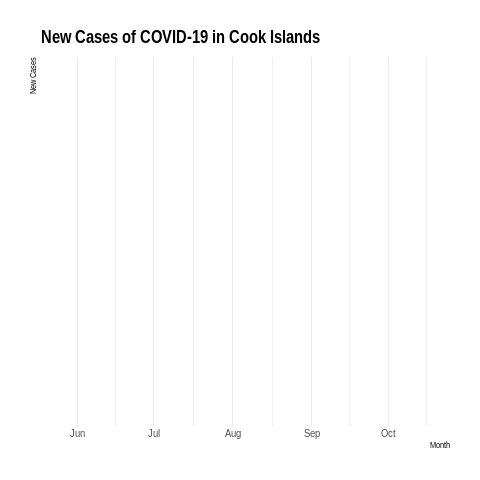 New Cases of COVID-19 in Cook Islands
New Cases
Jun Jul Aug Sep Oct
Month